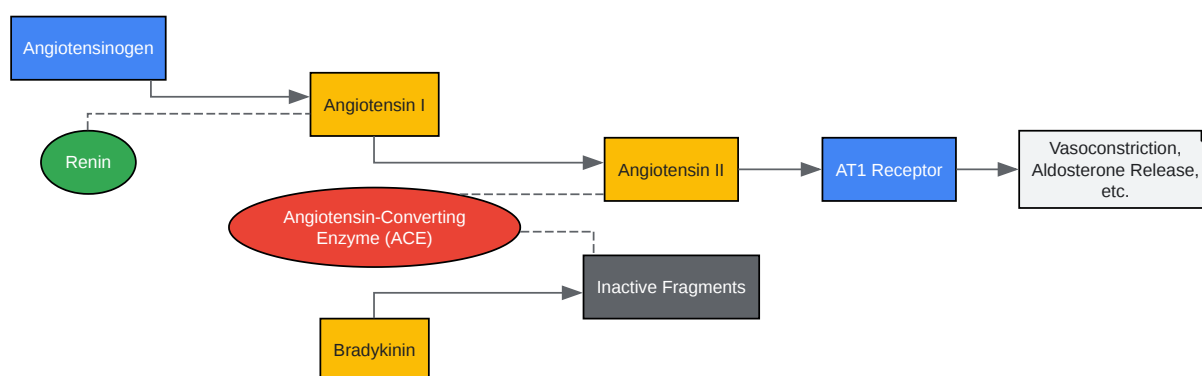 Angiotensinogen
Angiotensin I
Renin
Angiotensin II
AT1 Receptor
Vasoconstriction,
Aldosterone Release,
etc.
Angiotensin-Converting
Enzyme (ACE)
Inactive Fragments
Bradykinin